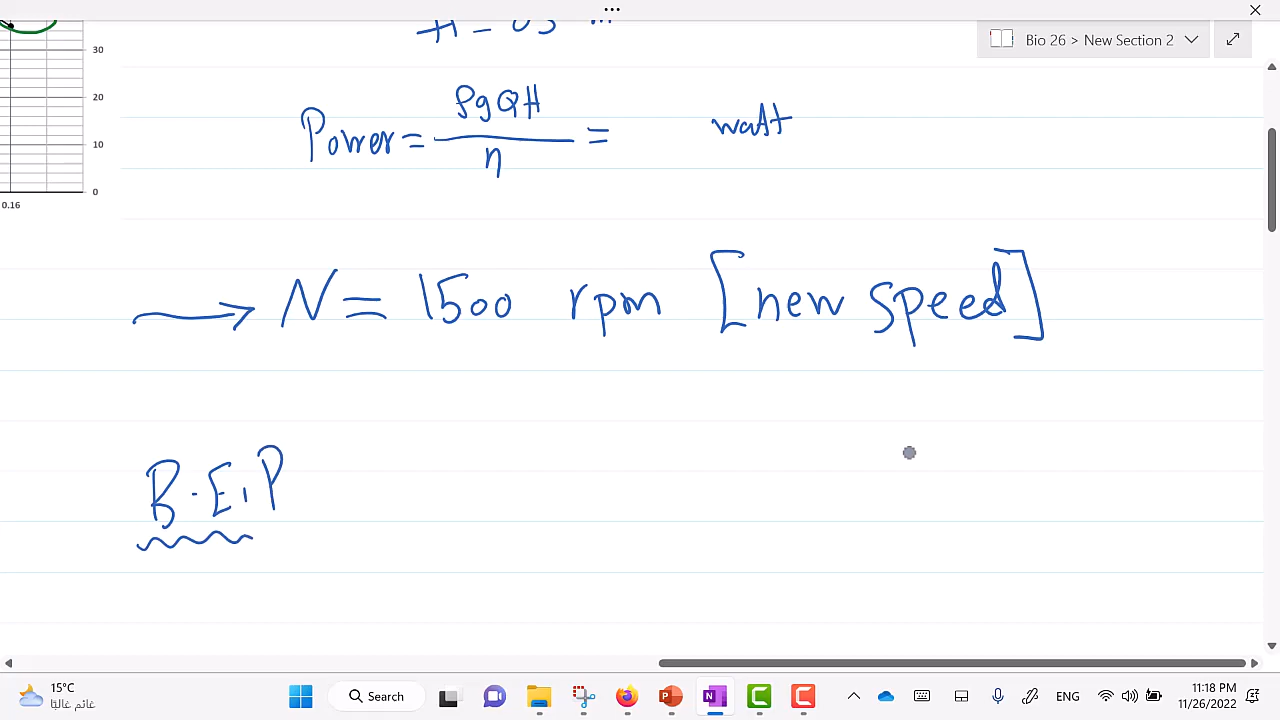 Bio 26 > New Section 2
30
20
10
0
0.16
Power = ρgQH / η = watt
N = 1500 rpm [new speed]
B.E.P
15°C
غائم غالبًا
Search
ENG
11:18 PM
11/26/2022